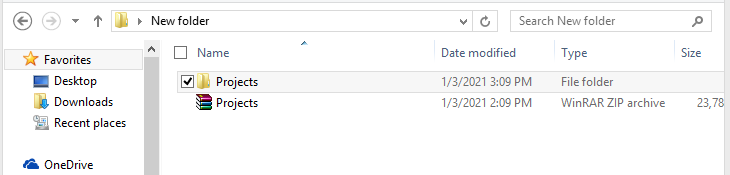 New folder
Search New folder
Favorites
Desktop
Downloads
Recent places
OneDrive
Name Date modified Type Size
Projects 1/3/2021 3:09 PM File folder
Projects 1/3/2021 2:09 PM WinRAR ZIP archive 23,78